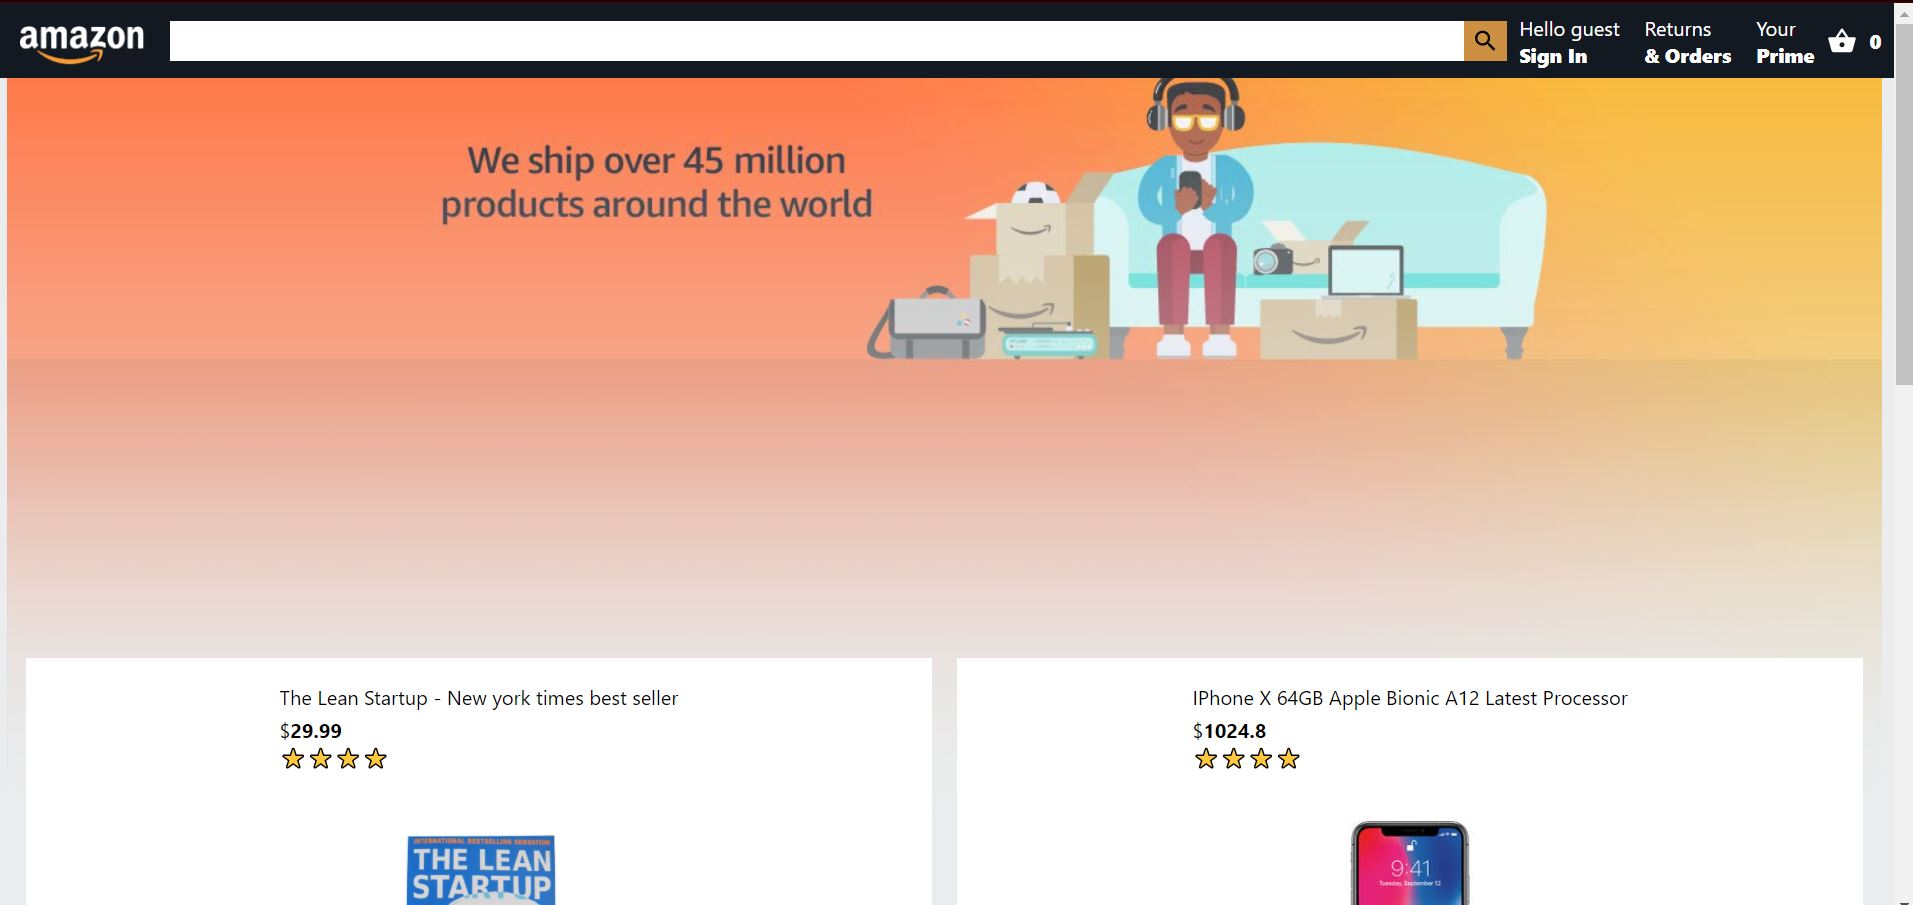 amazon
Hello guest
Sign In
Returns
& Orders
Your
Prime
0
We ship over 45 million
products around the world
The Lean Startup - New york times best seller
$29.99
INTERNATIONAL BESTSELLING SENSATION
THE LEAN
STARTUP
IPhone X 64GB Apple Bionic A12 Latest Processor
$1024.8
9:41
Tuesday, September 12